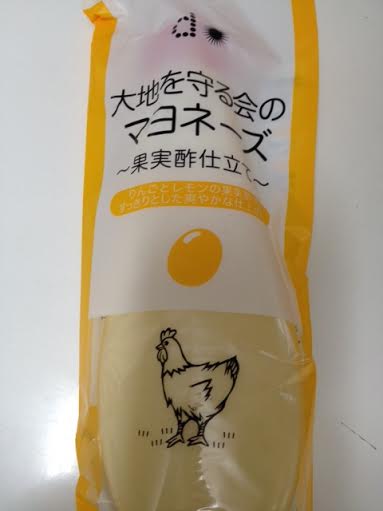 d
大地を守る会の
マヨネーズ
〜果実酢仕立て〜
りんごとレモンの果実
すっきりとした爽やかな仕